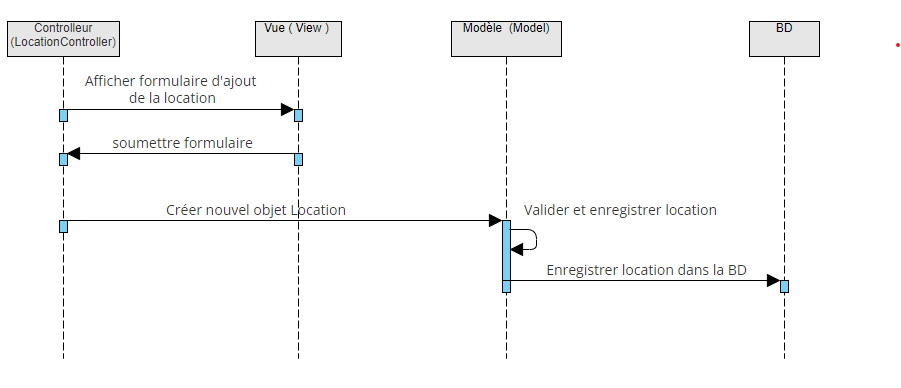 Controlleur
(LocationController)
Vue ( View )
Modèle  (Model)
BD
Afficher formulaire d'ajout
de la location
soumettre formulaire
Créer nouvel objet Location
Valider et enregistrer location
Enregistrer location dans la BD